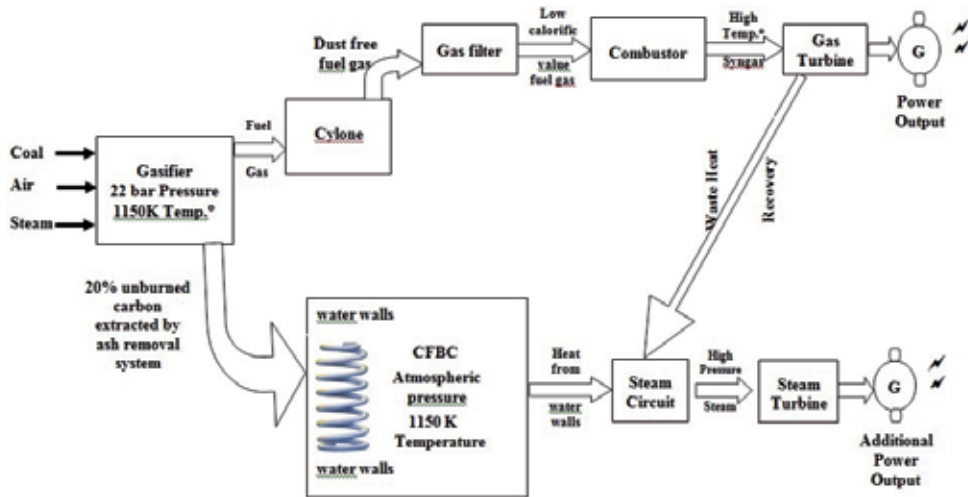 Coal
Air
Steam
Gasifier
22 bar Pressure
1150K Temp.°
Fuel
Gas
Cylone
Dust free
fuel gas
Gas filter
Low
calorific
value
fuel gas
Combustor
High
Temp.°
Syngar
Gas
Turbine
G
Power
Output
Waste Heat
Recovery
20% unburned
carbon
extracted by
ash removal
system
water walls
CFBC
Atmospheric
pressure
1150 K
Temperature
water walls
Heat
from
water
walls
Steam
Circuit
High
Pressure
Steam
Steam
Turbine
G
Additional
Power
Output